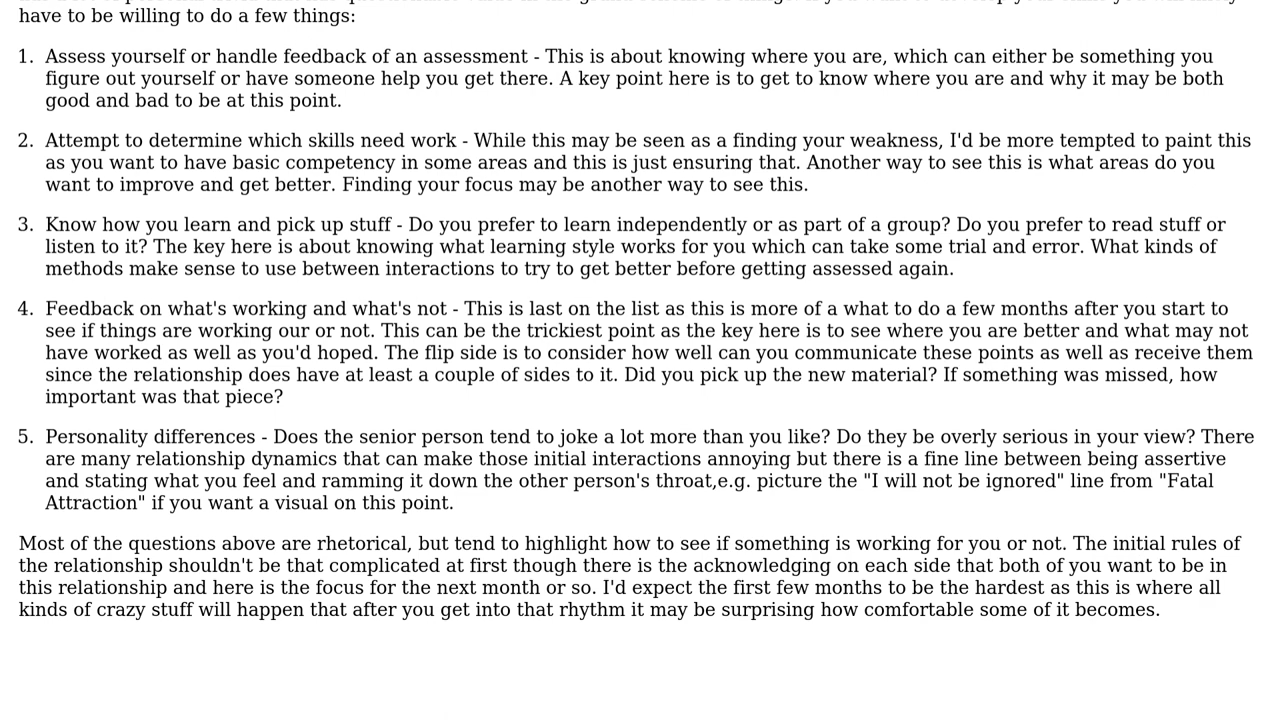 have to be willing to do a few things:
1. Assess yourself or handle feedback of an assessment - This is about knowing where you are, which can either be something you
figure out yourself or have someone help you get there. A key point here is to get to know where you are and why it may be both
good and bad to be at this point.
2. Attempt to determine which skills need work - While this may be seen as a finding your weakness, I'd be more tempted to paint this
as you want to have basic competency in some areas and this is just ensuring that. Another way to see this is what areas do you
want to improve and get better. Finding your focus may be another way to see this.
3. Know how you learn and pick up stuff - Do you prefer to learn independently or as part of a group? Do you prefer to read stuff or
listen to it? The key here is about knowing what learning style works for you which can take some trial and error. What kinds of
methods make sense to use between interactions to try to get better before getting assessed again.
4. Feedback on what's working and what's not - This is last on the list as this is more of a what to do a few months after you start to
see if things are working our or not. This can be the trickiest point as the key here is to see where you are better and what may not
have worked as well as you'd hoped. The flip side is to consider how well can you communicate these points as well as receive them
since the relationship does have at least a couple of sides to it. Did you pick up the new material? If something was missed, how
important was that piece?
5. Personality differences - Does the senior person tend to joke a lot more than you like? Do they be overly serious in your view? There
are many relationship dynamics that can make those initial interactions annoying but there is a fine line between being assertive
and stating what you feel and ramming it down the other person's throat,e.g. picture the "I will not be ignored" line from "Fatal
Attraction" if you want a visual on this point.
Most of the questions above are rhetorical, but tend to highlight how to see if something is working for you or not. The initial rules of
the relationship shouldn't be that complicated at first though there is the acknowledging on each side that both of you want to be in
this relationship and here is the focus for the next month or so. I'd expect the first few months to be the hardest as this is where all
kinds of crazy stuff will happen that after you get into that rhythm it may be surprising how comfortable some of it becomes.